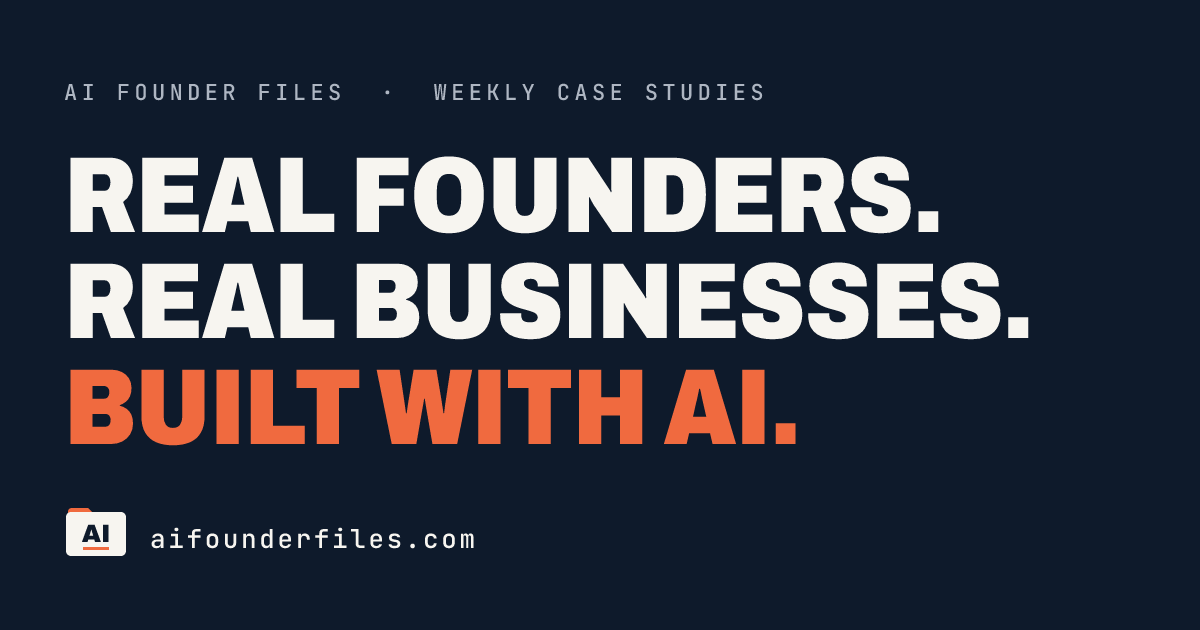 AI FOUNDER FILES · WEEKLY CASE STUDIES
REAL FOUNDERS.
REAL BUSINESSES.
BUILT WITH AI.
AI
aifounderfiles.com